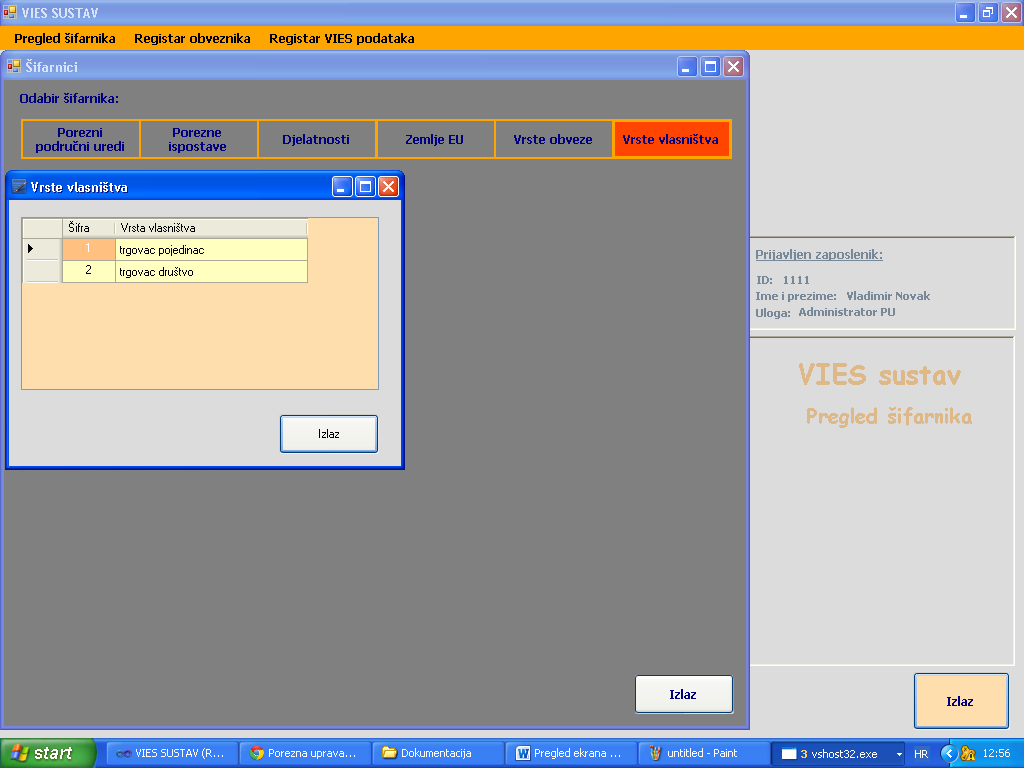 VIES SUSTAV
Pregled šifarnika Registar obveznika Registar VIES podataka
Šifarnici
Odabir šifarnika:
Porezni
područni uredi
Porezne
ispostave
Djelatnosti
Zemlje EU
Vrste obveze
Vrste vlasništva
Vrste vlasništva
Šifra Vrsta vlasništva
1 trgovac pojedinac
2 trgovac društvo
Izlaz
Izlaz
Prijavljen zaposlenik:
ID: 1111
Ime i prezime: Vladimir Novak
Uloga: Administrator PU
VIES sustav
Pregled šifarnika
Izlaz
start VIES SUSTAV (R... Porezna uprava... Dokumentacija Pregled ekrana ... untitled - Paint 3 vshost32.exe HR 12:56